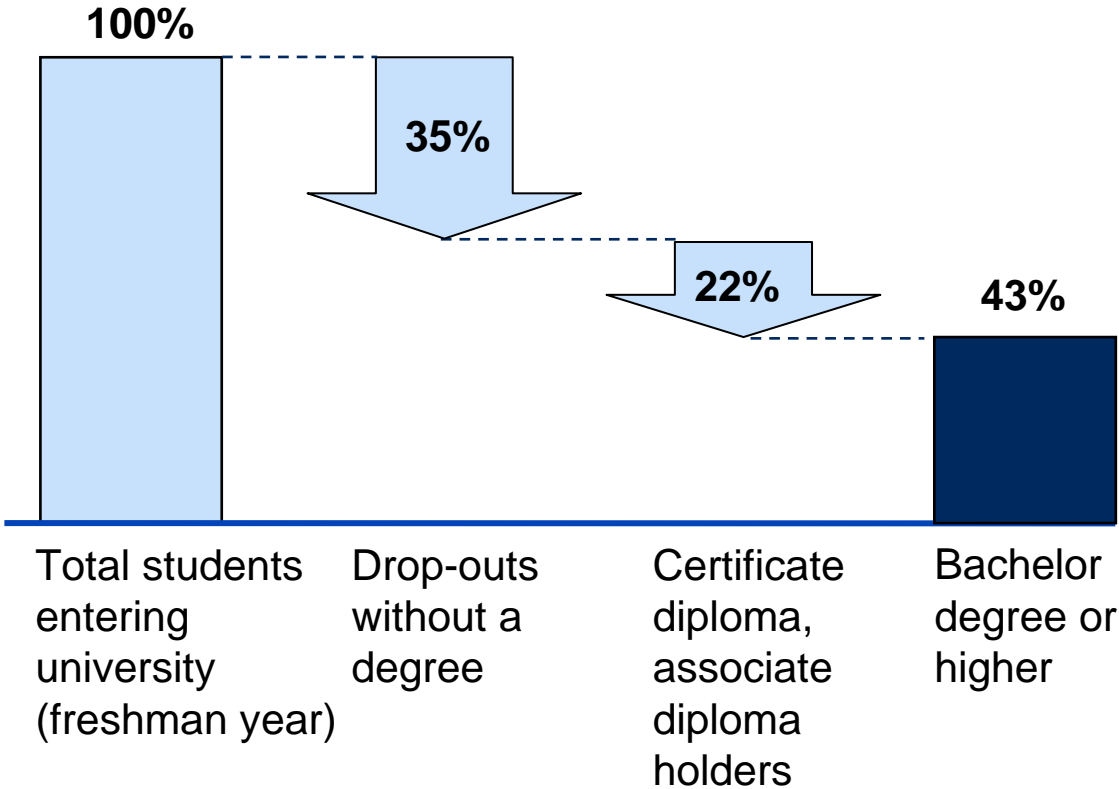 100%
35%
22%
43%
Total students
entering
university
(freshman year)
Drop-outs
without a
degree
Certificate
diploma,
associate
diploma
holders
Bachelor
degree or
higher